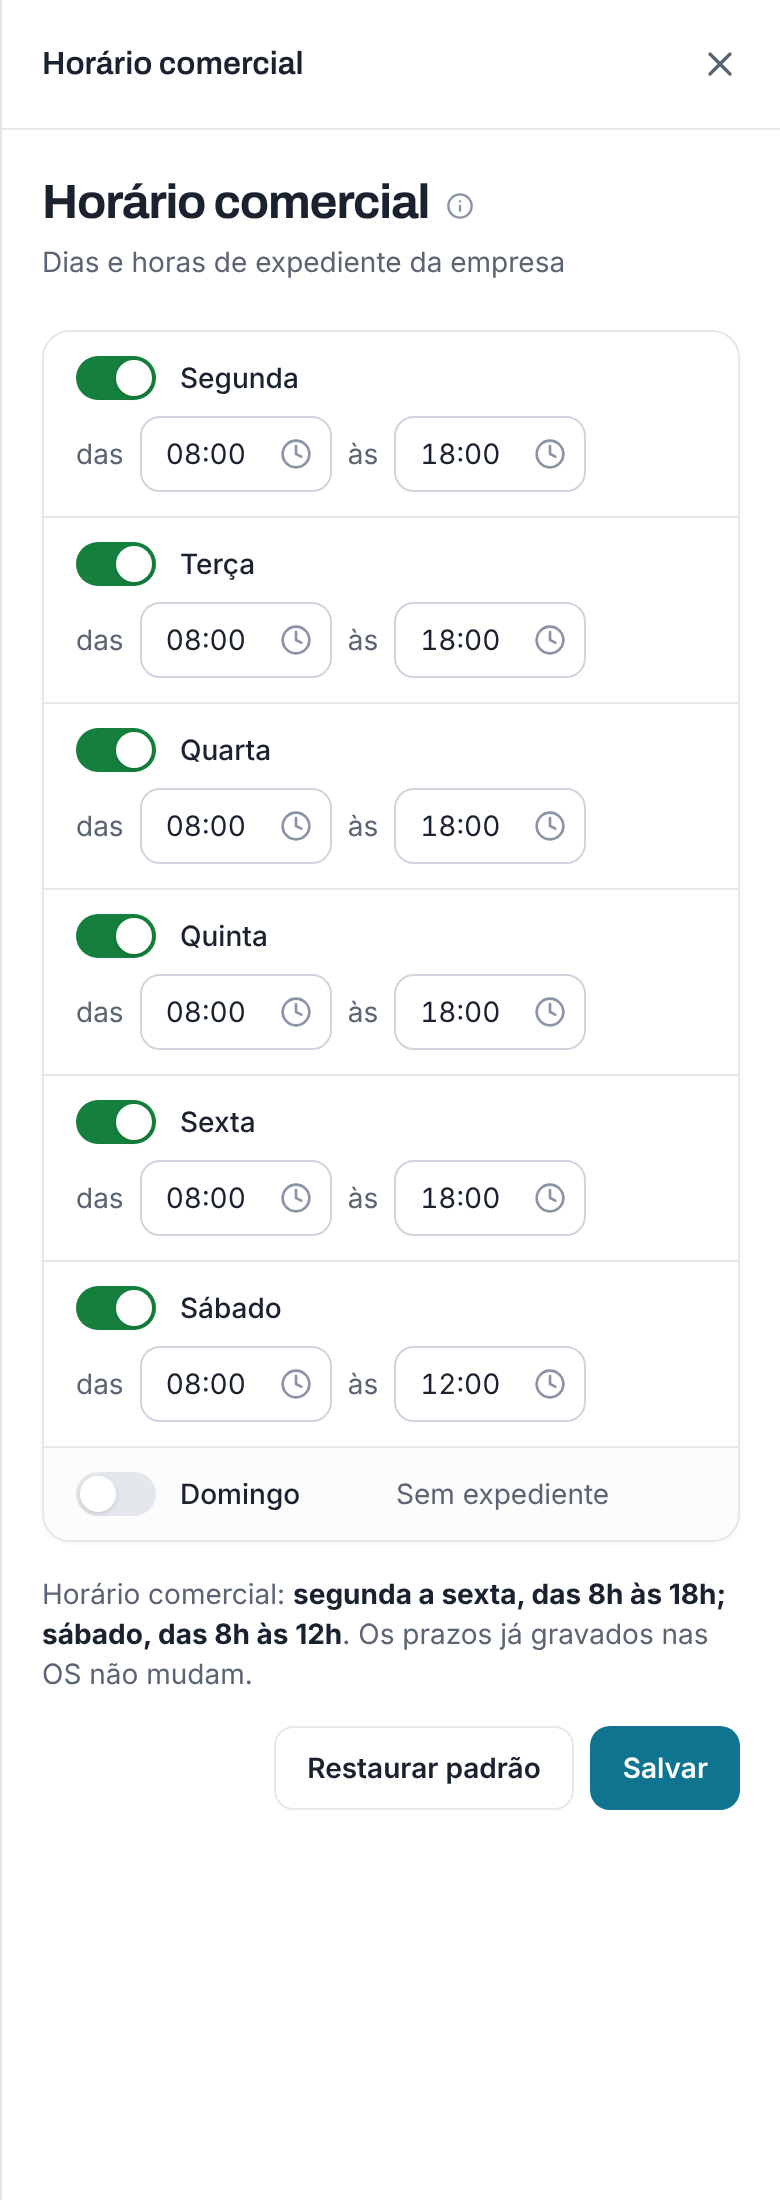 Horário comercial
Horário comercial
Dias e horas de expediente da empresa
Segunda
das 08:00 às 18:00
Terça
das 08:00 às 18:00
Quarta
das 08:00 às 18:00
Quinta
das 08:00 às 18:00
Sexta
das 08:00 às 18:00
Sábado
das 08:00 às 12:00
Domingo Sem expediente
Horário comercial: segunda a sexta, das 8h às 18h;
sábado, das 8h às 12h. Os prazos já gravados nas
OS não mudam.
Restaurar padrão Salvar